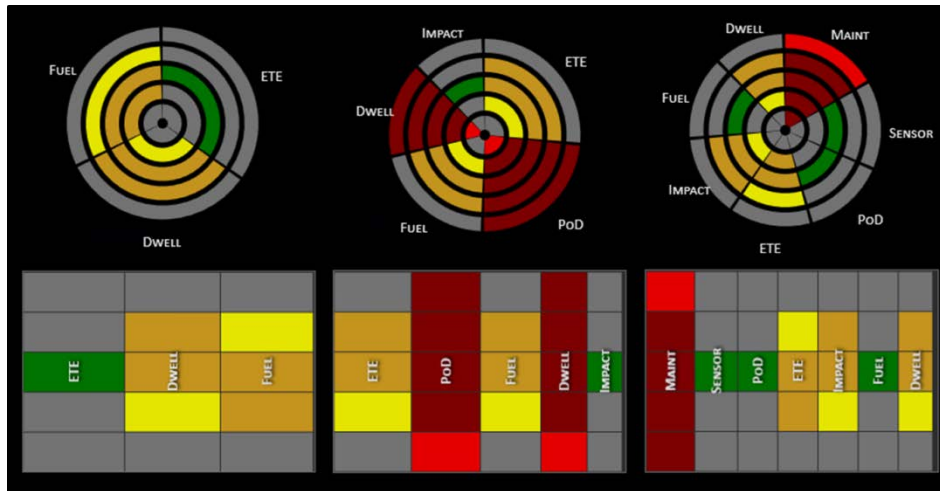 FUEL
ETE
DWELL
IMPACT
ETE
DWELL
FUEL
POD
DWELL
MAINT
FUEL
SENSOR
IMPACT
POD
ETE
ETE
DWELL
FUEL
ETE
POD
FUEL
DWELL
IMPACT
MAINT
SENSOR
POD
ETE
IMPACT
FUEL
DWELL